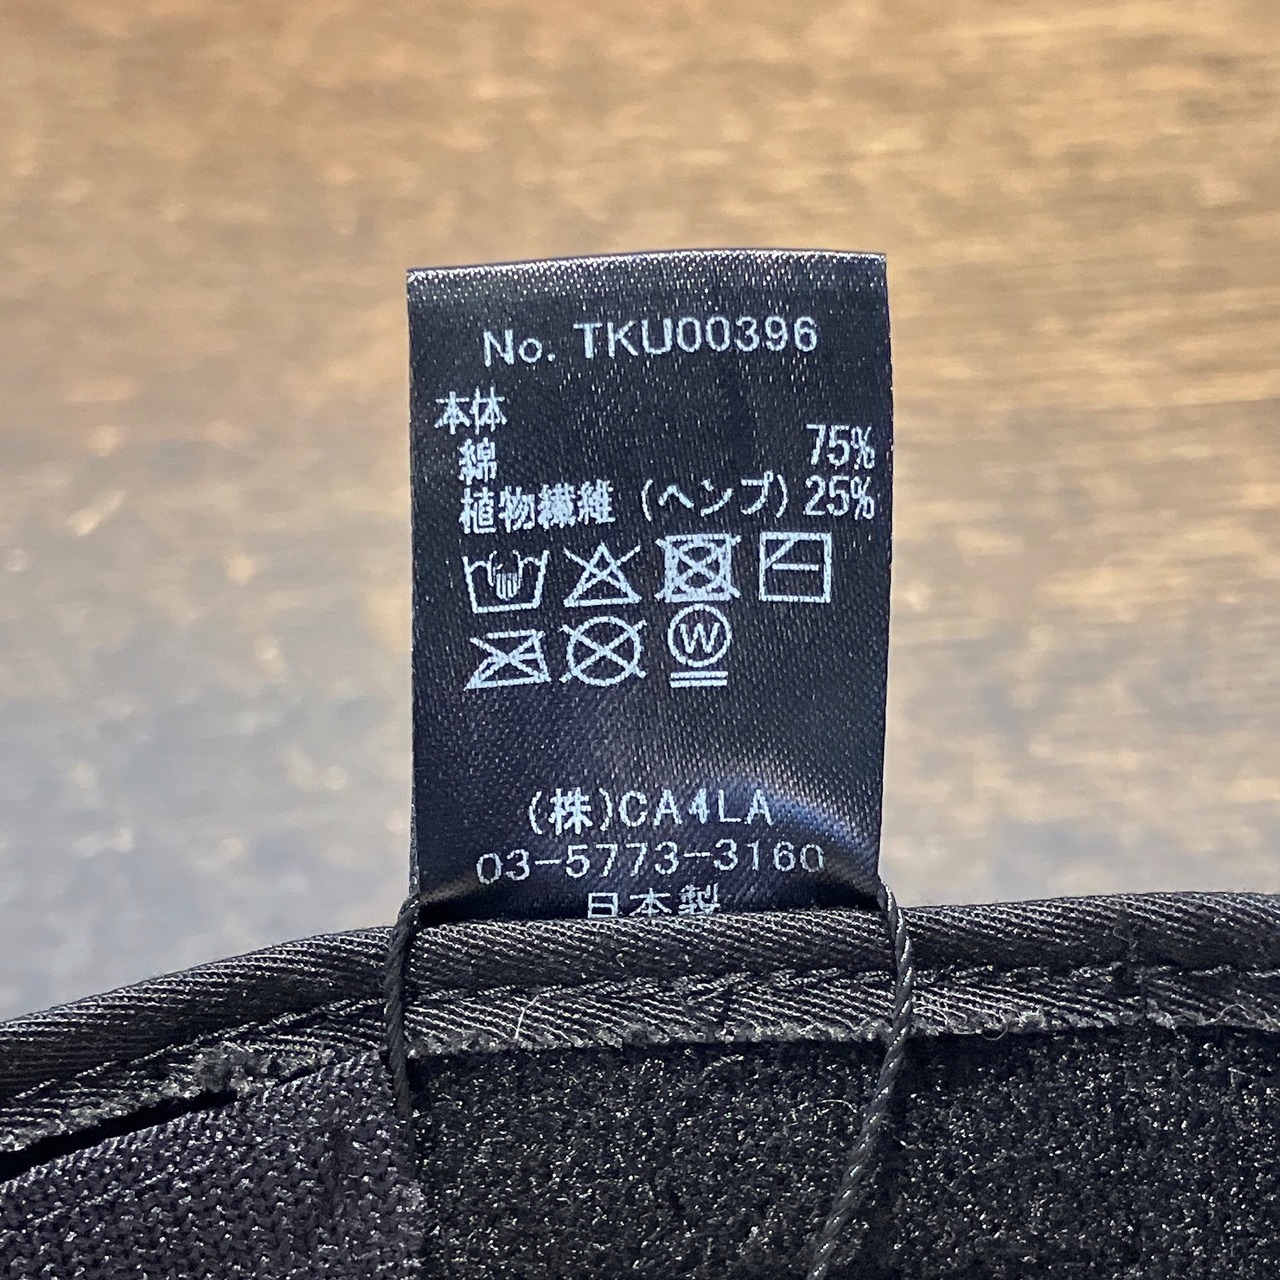 No. TKU00396
本体
綿 75%
植物繊維 (ヘンプ) 25%
W
(株)CA4LA
03-5773-3160
日本製